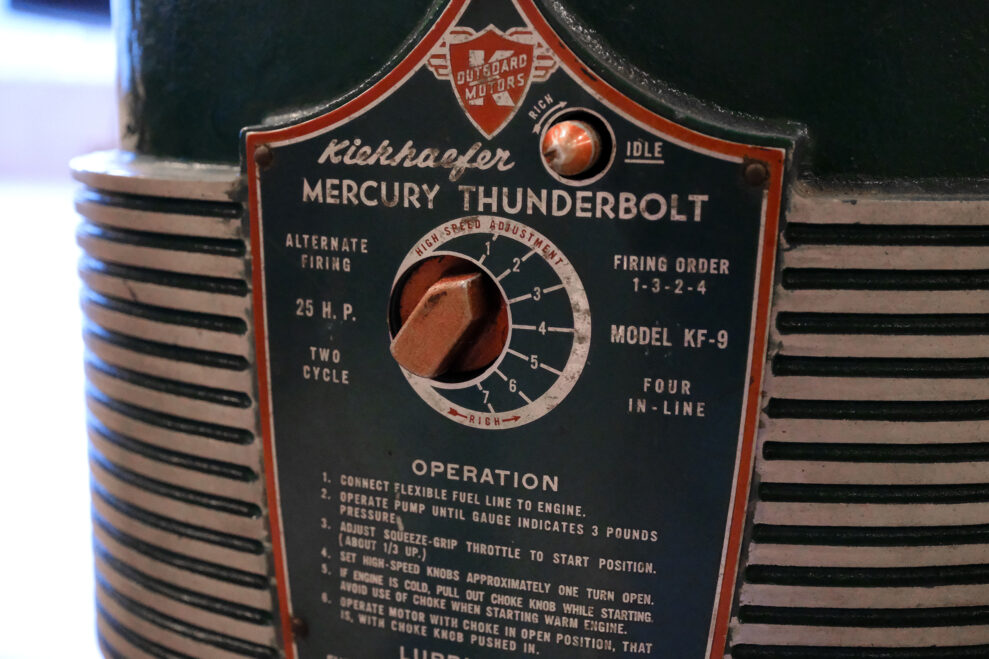 K
OUTBOARD
MOTORS
RICH
IDLE
Kiekhaefer
MERCURY THUNDERBOLT
ALTERNATE
FIRING
25 H.P.
TWO
CYCLE
HIGH SPEED ADJUSTMENT
1
2
3
4
5
6
7
RICH
FIRING ORDER
1-3-2-4
MODEL KF-9
FOUR
IN-LINE
OPERATION
1. CONNECT FLEXIBLE FUEL LINE TO ENGINE.
2. OPERATE PUMP UNTIL GAUGE INDICATES 3 POUNDS
PRESSURE.
3. ADJUST SQUEEZE-GRIP THROTTLE TO START POSITION.
(ABOUT 1/3 UP.)
4. SET HIGH-SPEED KNOBS APPROXIMATELY ONE TURN OPEN.
5. IF ENGINE IS COLD, PULL OUT CHOKE KNOB WHILE STARTING.
AVOID USE OF CHOKE WHEN STARTING WARM ENGINE.
6. OPERATE MOTOR WITH CHOKE IN OPEN POSITION, THAT
IS, WITH CHOKE KNOB PUSHED IN.